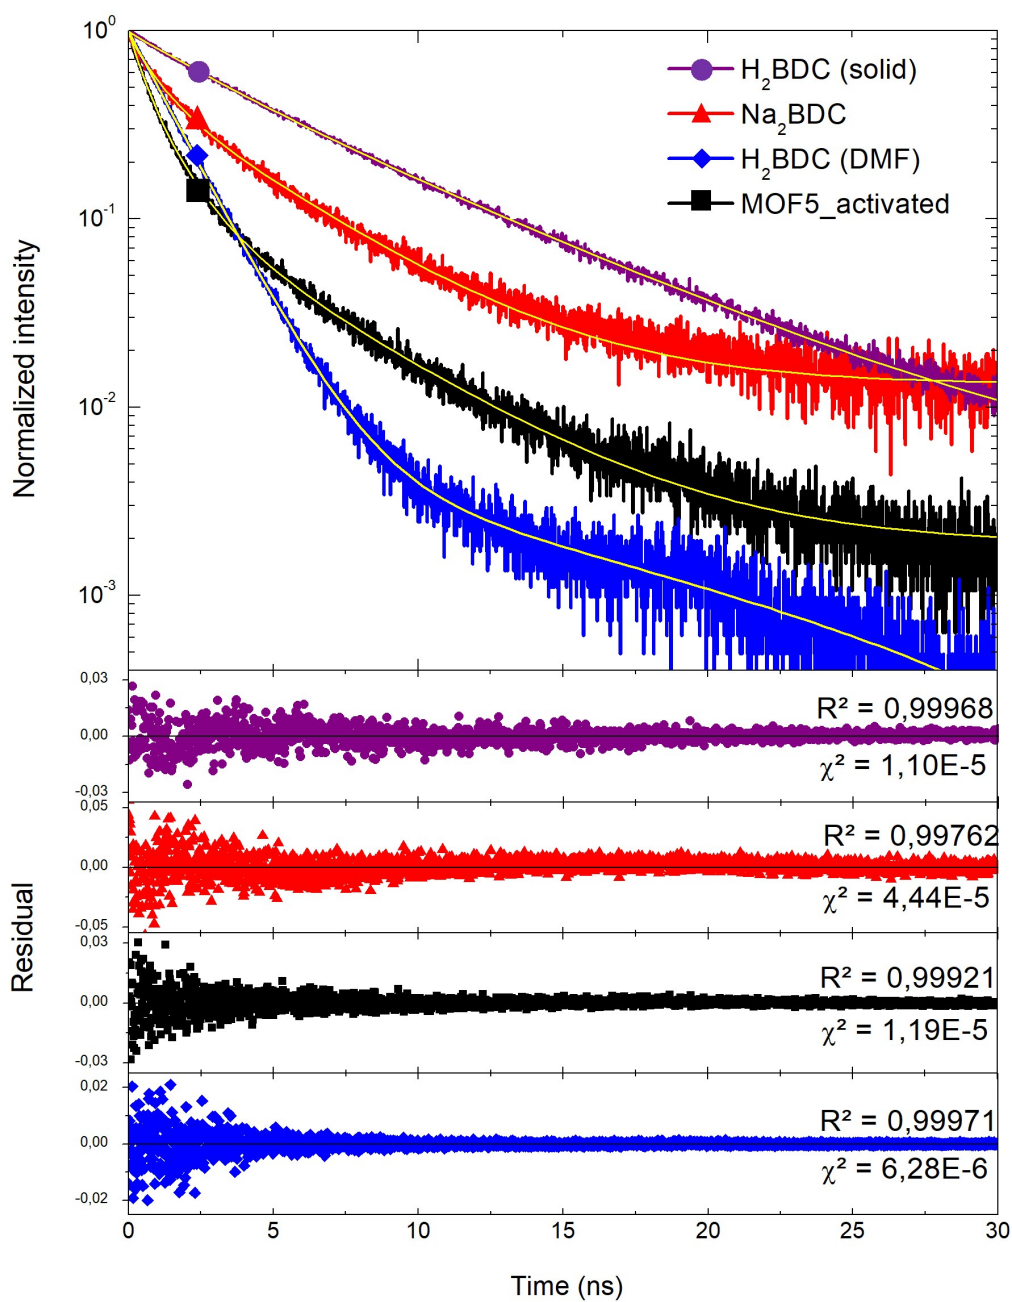 10⁰
10⁻¹
10⁻²
10⁻³
Normalized intensity
H₂BDC (solid)
Na₂BDC
H₂BDC (DMF)
MOF5_activated
0,03
0,00
-0,03
R² = 0,99968
χ² = 1,10E-5
0,05
0,00
-0,05
R² = 0,99762
χ² = 4,44E-5
0,03
0,00
-0,03
R² = 0,99921
χ² = 1,19E-5
0,02
0,00
-0,02
R² = 0,99971
χ² = 6,28E-6
Residual
0 5 10 15 20 25 30
Time (ns)